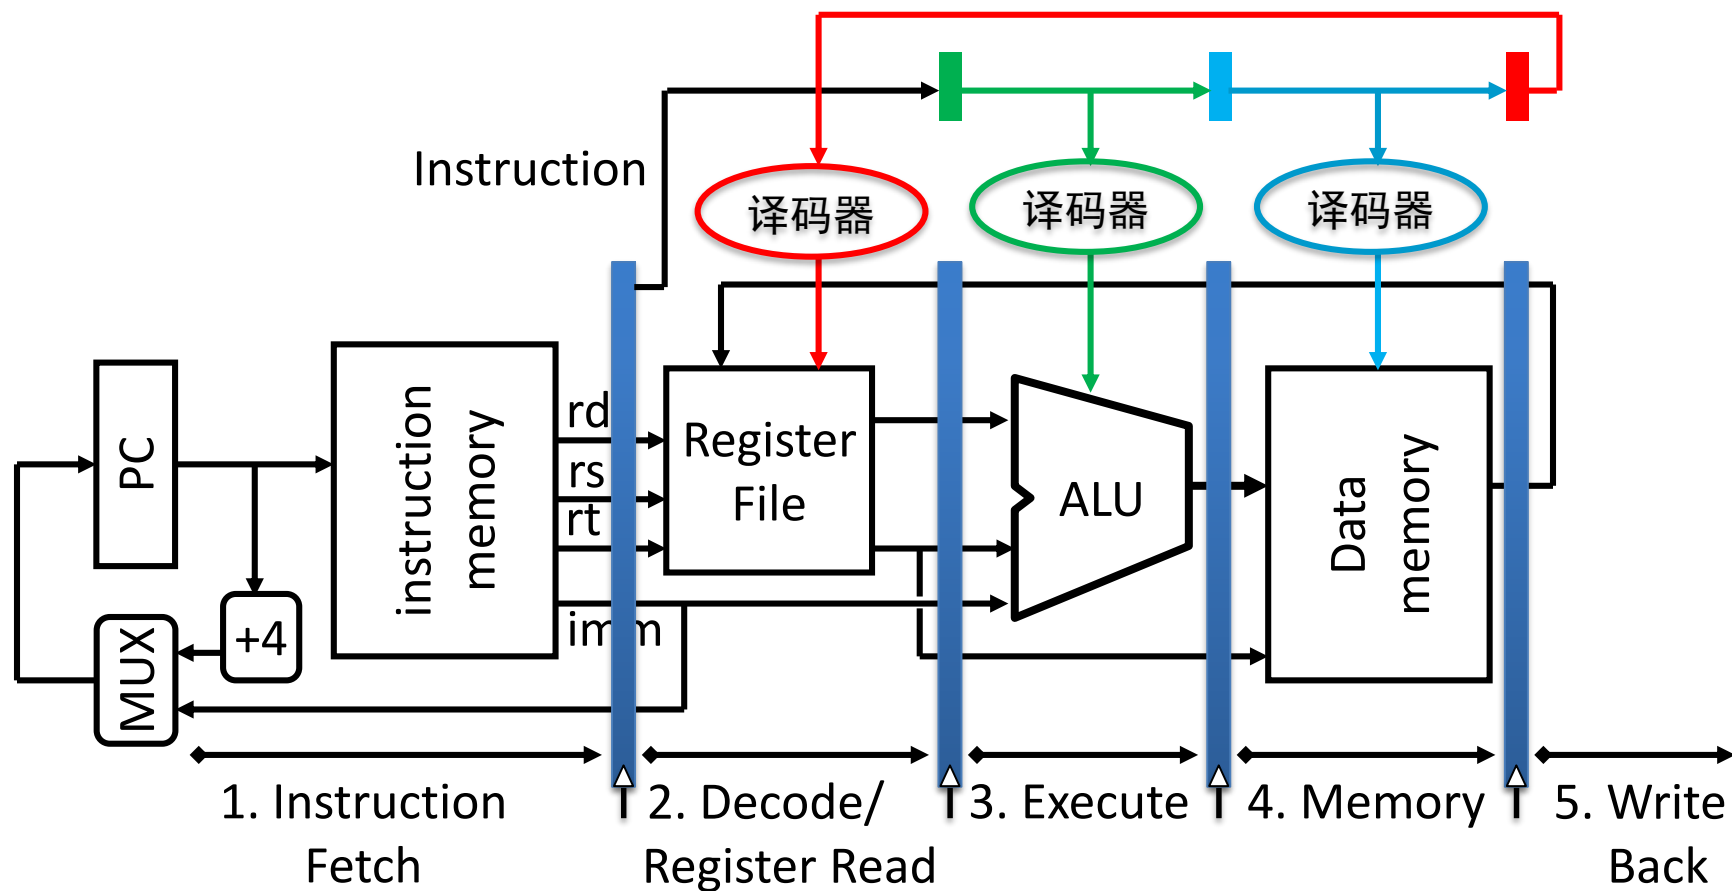 Instruction
译码器
译码器
译码器
PC
instruction
memory
rd
rs
rt
imm
Register
File
ALU
Data
memory
+4
MUX
1. Instruction
Fetch
2. Decode/
Register Read
3. Execute
4. Memory
5. Write
Back